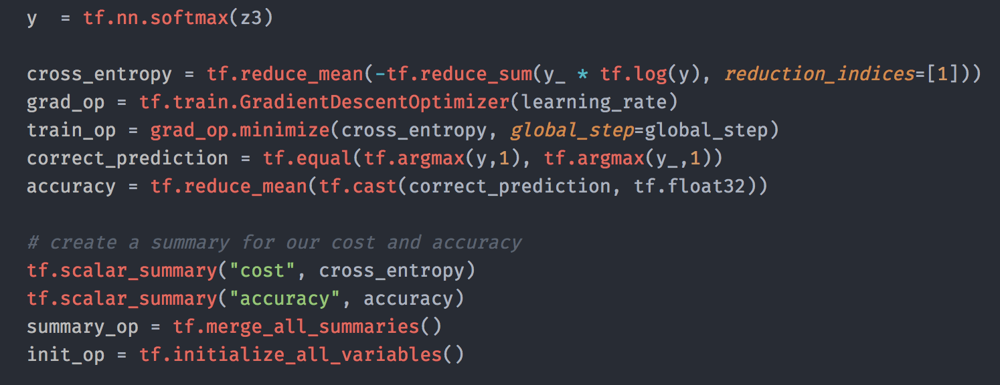 y  = tf.nn.softmax(z3)
cross_entropy = tf.reduce_mean(-tf.reduce_sum(y_ * tf.log(y), reduction_indices=[1]))
grad_op = tf.train.GradientDescentOptimizer(learning_rate)
train_op = grad_op.minimize(cross_entropy, global_step=global_step)
correct_prediction = tf.equal(tf.argmax(y,1), tf.argmax(y_,1))
accuracy = tf.reduce_mean(tf.cast(correct_prediction, tf.float32))
# create a summary for our cost and accuracy
tf.scalar_summary("cost", cross_entropy)
tf.scalar_summary("accuracy", accuracy)
summary_op = tf.merge_all_summaries()
init_op = tf.initialize_all_variables()